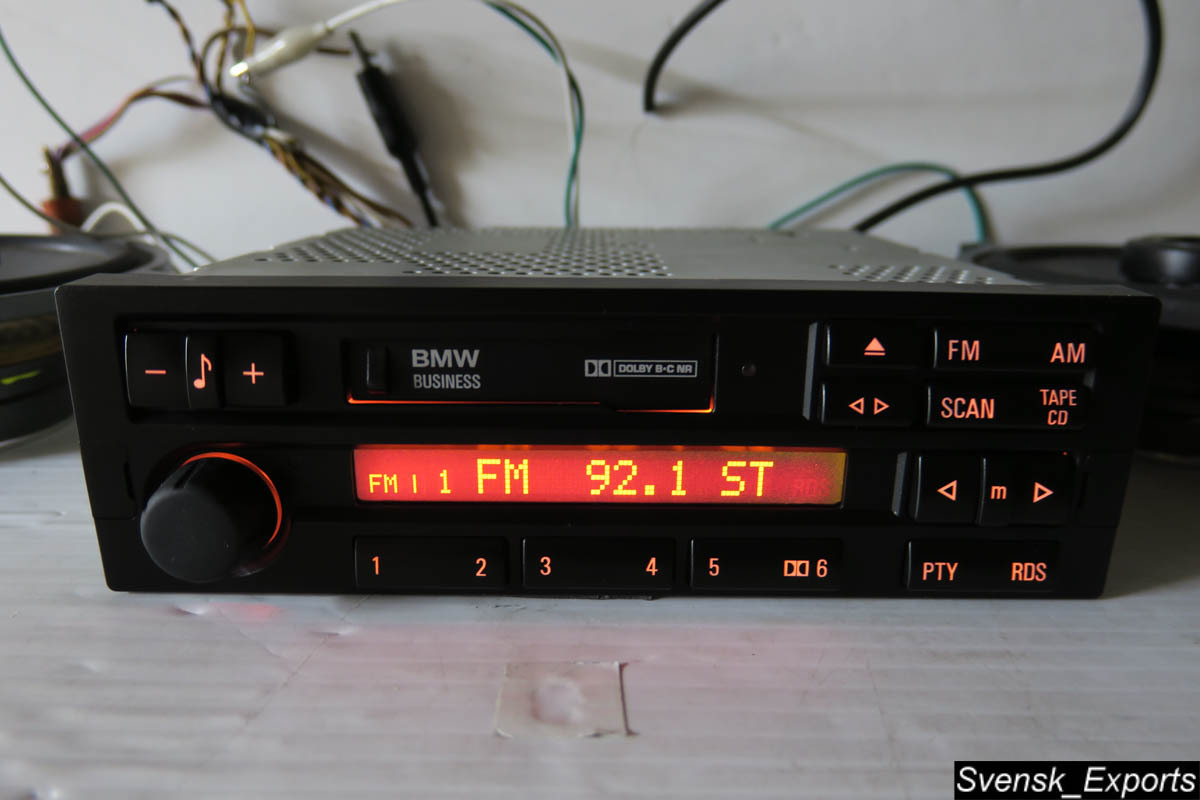 − ♪ +
BMW
BUSINESS
DOLBY B•C NR
FM AM
SCAN
TAPE
CD
FM I 1 FM 92.1 ST RDS
m
1 2 3 4 5 6
PTY RDS
Svensk_Exports